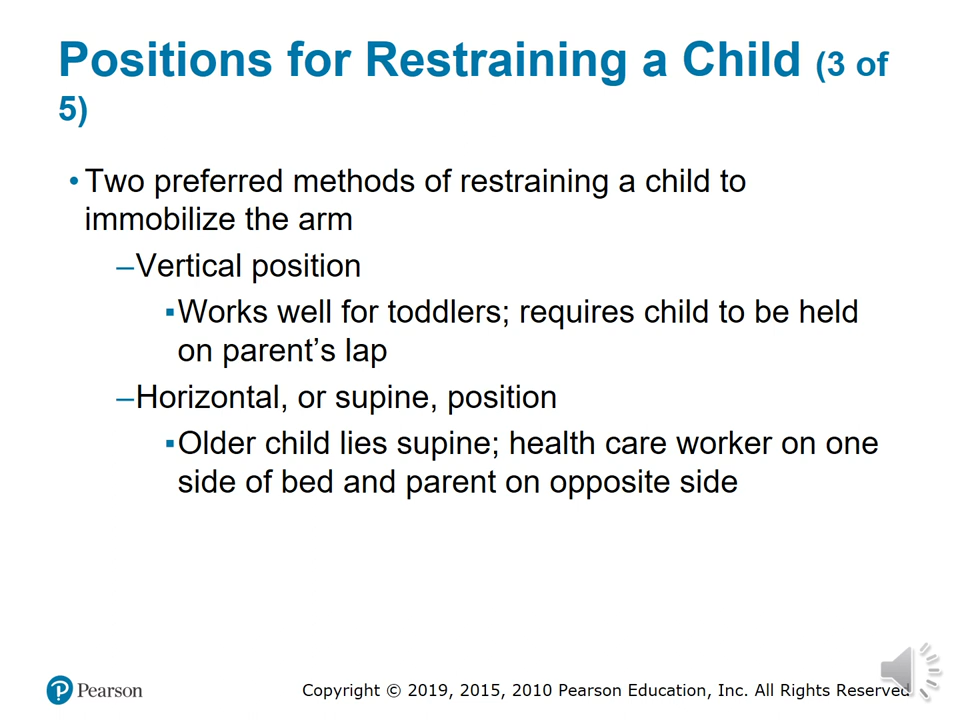 Positions for Restraining a Child (3 of
5)
• Two preferred methods of restraining a child to
immobilize the arm
–Vertical position
▪Works well for toddlers; requires child to be held
on parent’s lap
–Horizontal, or supine, position
▪Older child lies supine; health care worker on one
side of bed and parent on opposite side
Pearson
Copyright © 2019, 2015, 2010 Pearson Education, Inc. All Rights Reserved